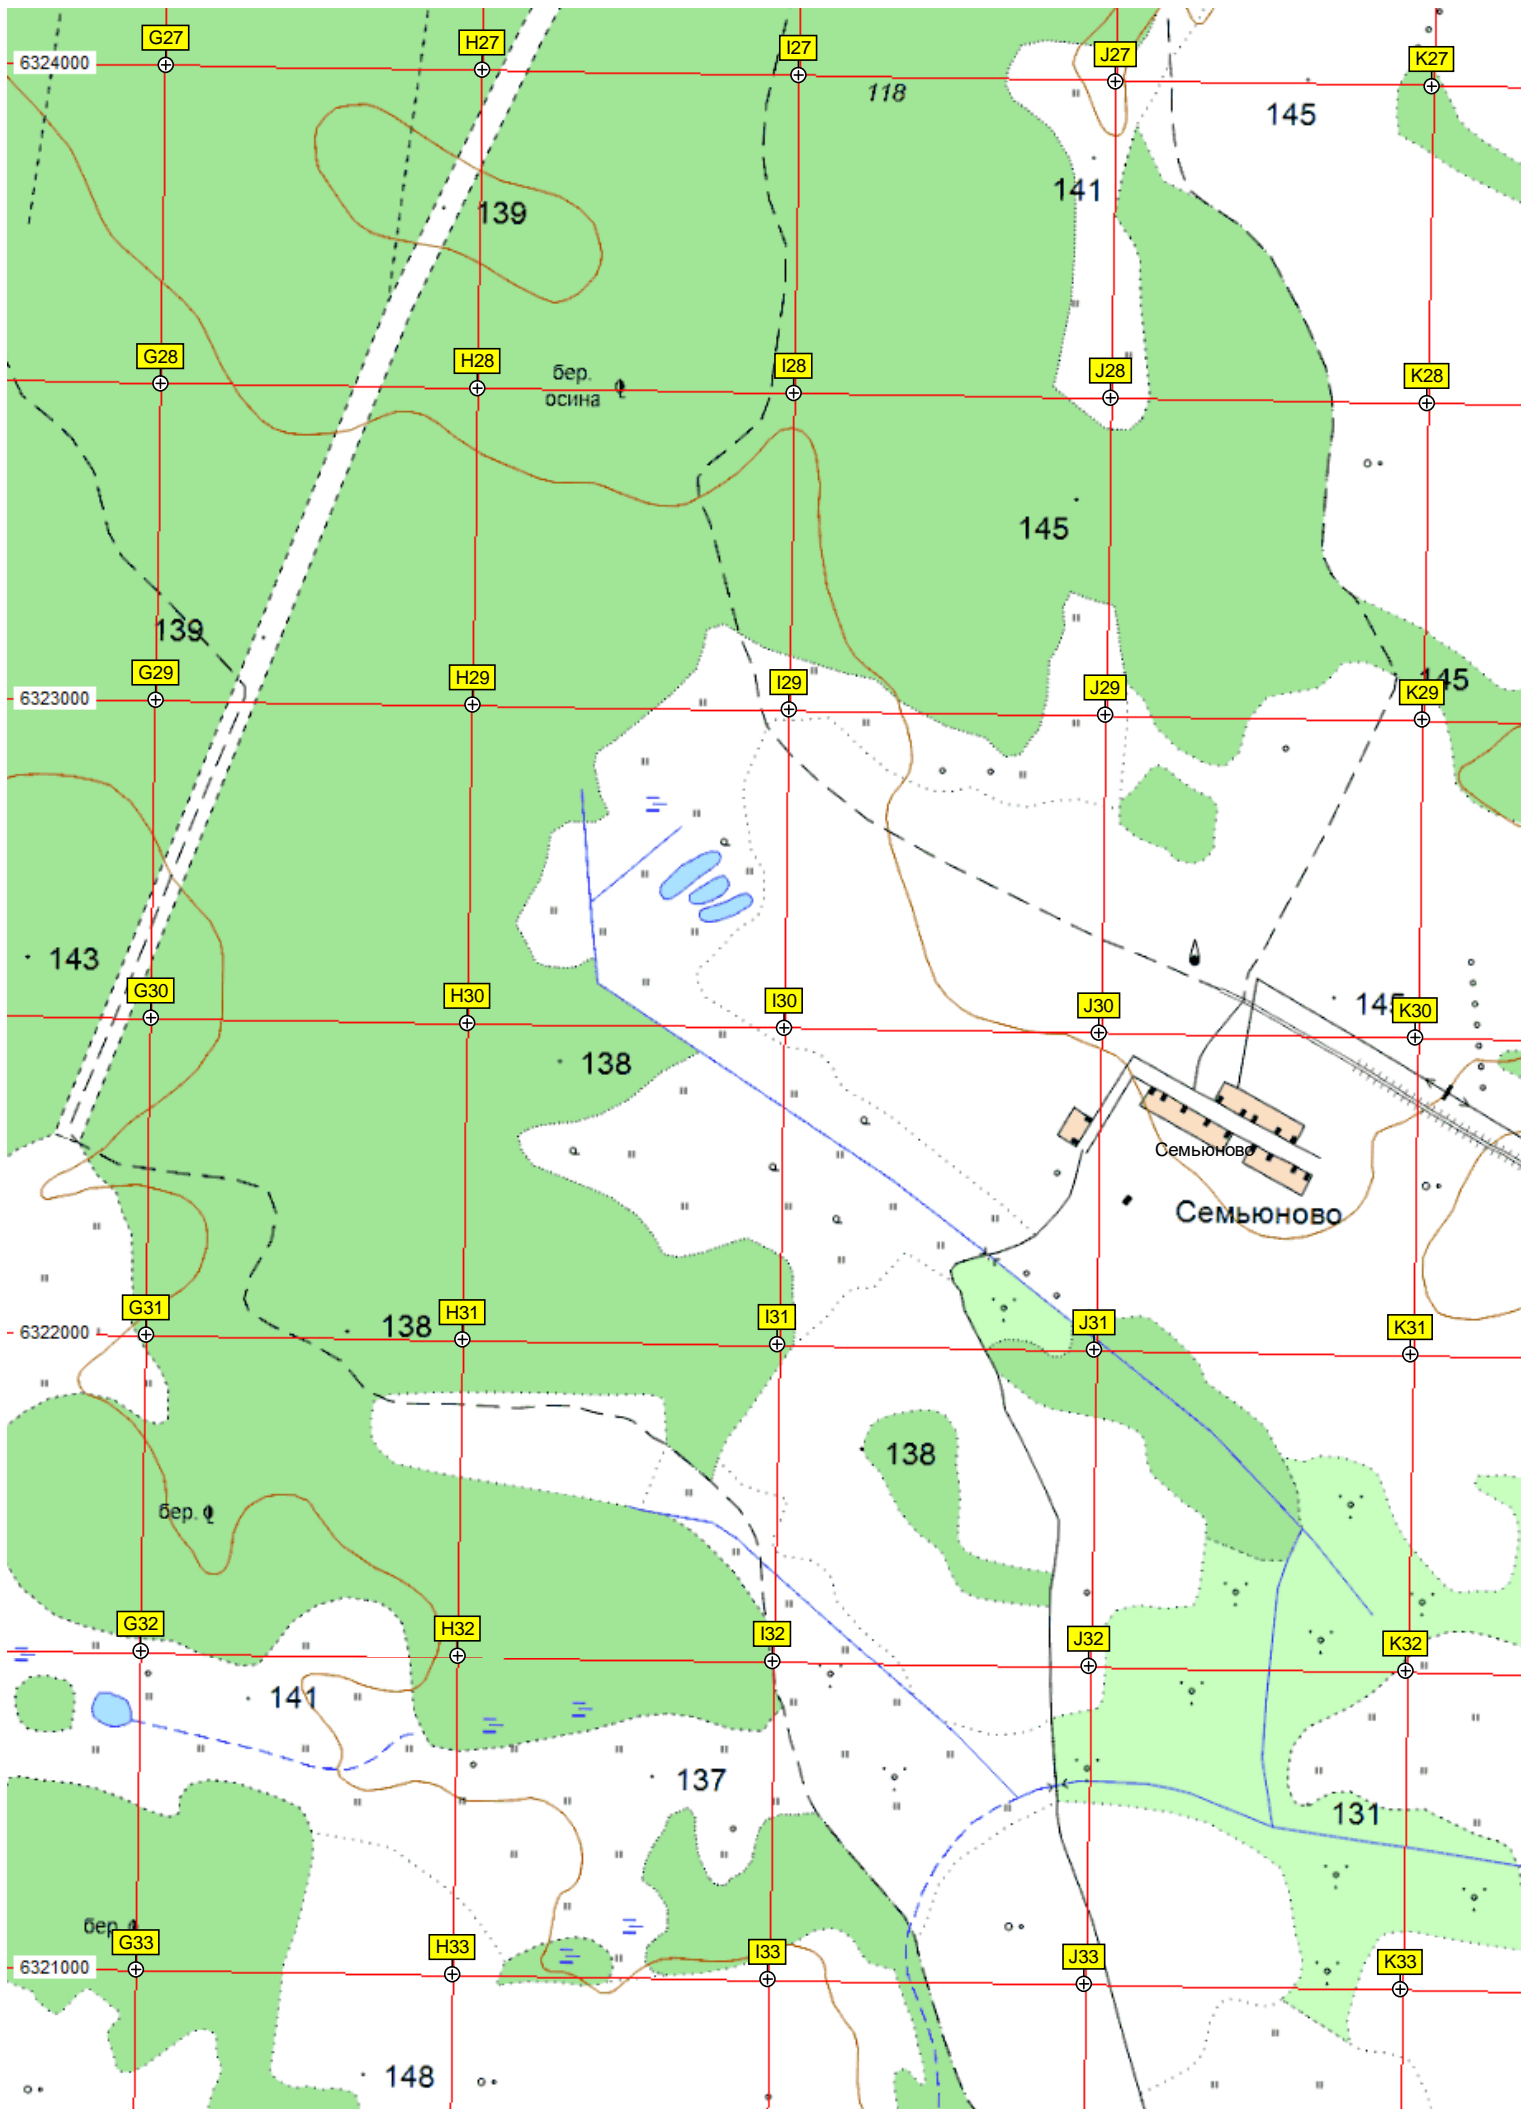 G27
H27
I27
J27
K27
6324000
118
145
141
139
G28
H28
I28
J28
K28
бер.
осина
145
139
G29
H29
I29
J29
K29
145
6323000
143
G30
H30
I30
J30
K30
145
138
Семьюново
Семьюново
G31
H31
I31
J31
K31
6322000
138
138
бер.
G32
H32
I32
J32
K32
141
137
131
бер.
G33
H33
I33
J33
K33
6321000
148